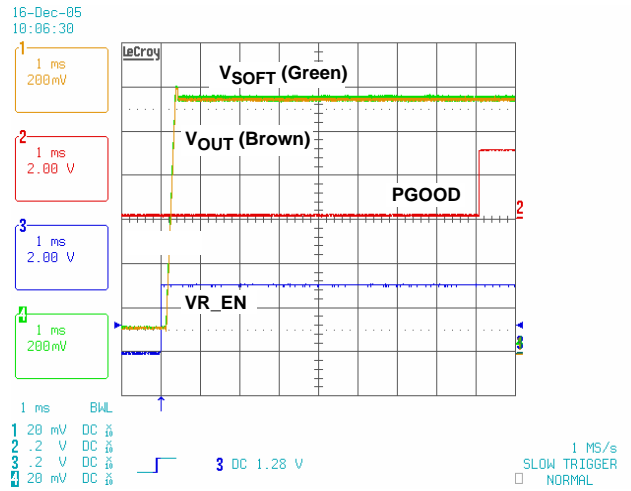 16-Dec-05
10:06:30
1
1 ms
200mV
2
1 ms
2.00 V
3
1 ms
2.00 V
4
1 ms
200mV
LeCroy
VSOFT (Green)
VOUT (Brown)
PGOOD
2
VR_EN
3
1 ms BWL
1 20 mV DC X10
2 .2 V DC X10
3 .2 V DC X10
4 20 mV DC X10
3 DC 1.28 V
1 MS/s
SLOW TRIGGER
NORMAL